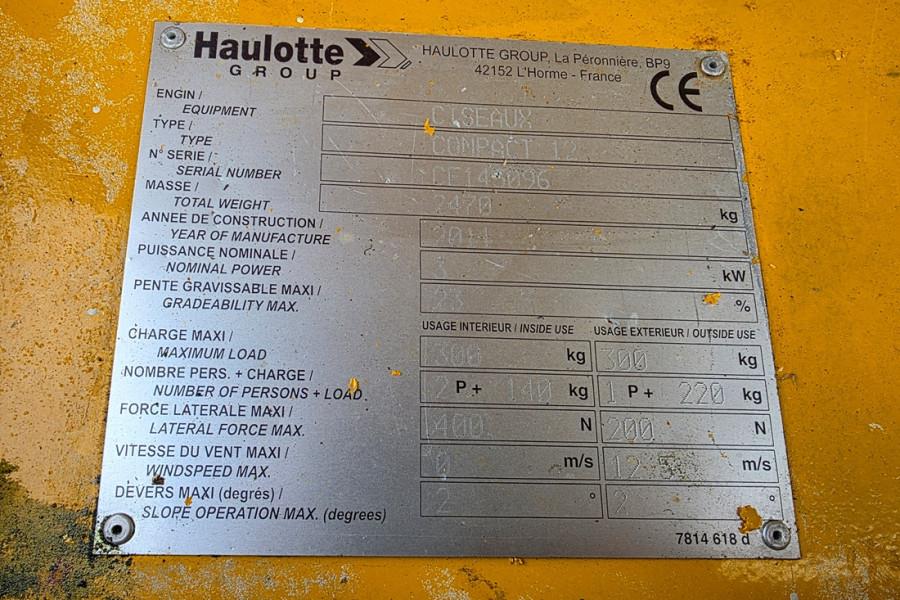 Haulotte
GROUP
HAULOTTE GROUP, La Péronnière, BP9
42152 L'Horme - France
CE
ENGIN /
EQUIPMENT
CISEAUX
TYPE /
TYPE
COMPACT 12
N° SERIE /
SERIAL NUMBER
MASSE /
TOTAL WEIGHT
2470 kg
ANNEE DE CONSTRUCTION /
YEAR OF MANUFACTURE
2011
PUISSANCE NOMINALE /
NOMINAL POWER
3 kW
PENTE GRAVISSABLE MAXI /
GRADEABILITY MAX.
23 %
USAGE INTERIEUR / INSIDE USE USAGE EXTERIEUR / OUTSIDE USE
CHARGE MAXI /
MAXIMUM LOAD
300 kg 300 kg
NOMBRE PERS. + CHARGE /
NUMBER OF PERSONS + LOAD
2 P + 140 kg 1 P + 220 kg
FORCE LATERALE MAXI /
LATERAL FORCE MAX.
400 N 200 N
VITESSE DU VENT MAXI /
WINDSPEED MAX.
0 m/s 12.5 m/s
DEVERS MAXI (degrés) /
SLOPE OPERATION MAX. (degrees)
2 ° 2 °
7814 618 d